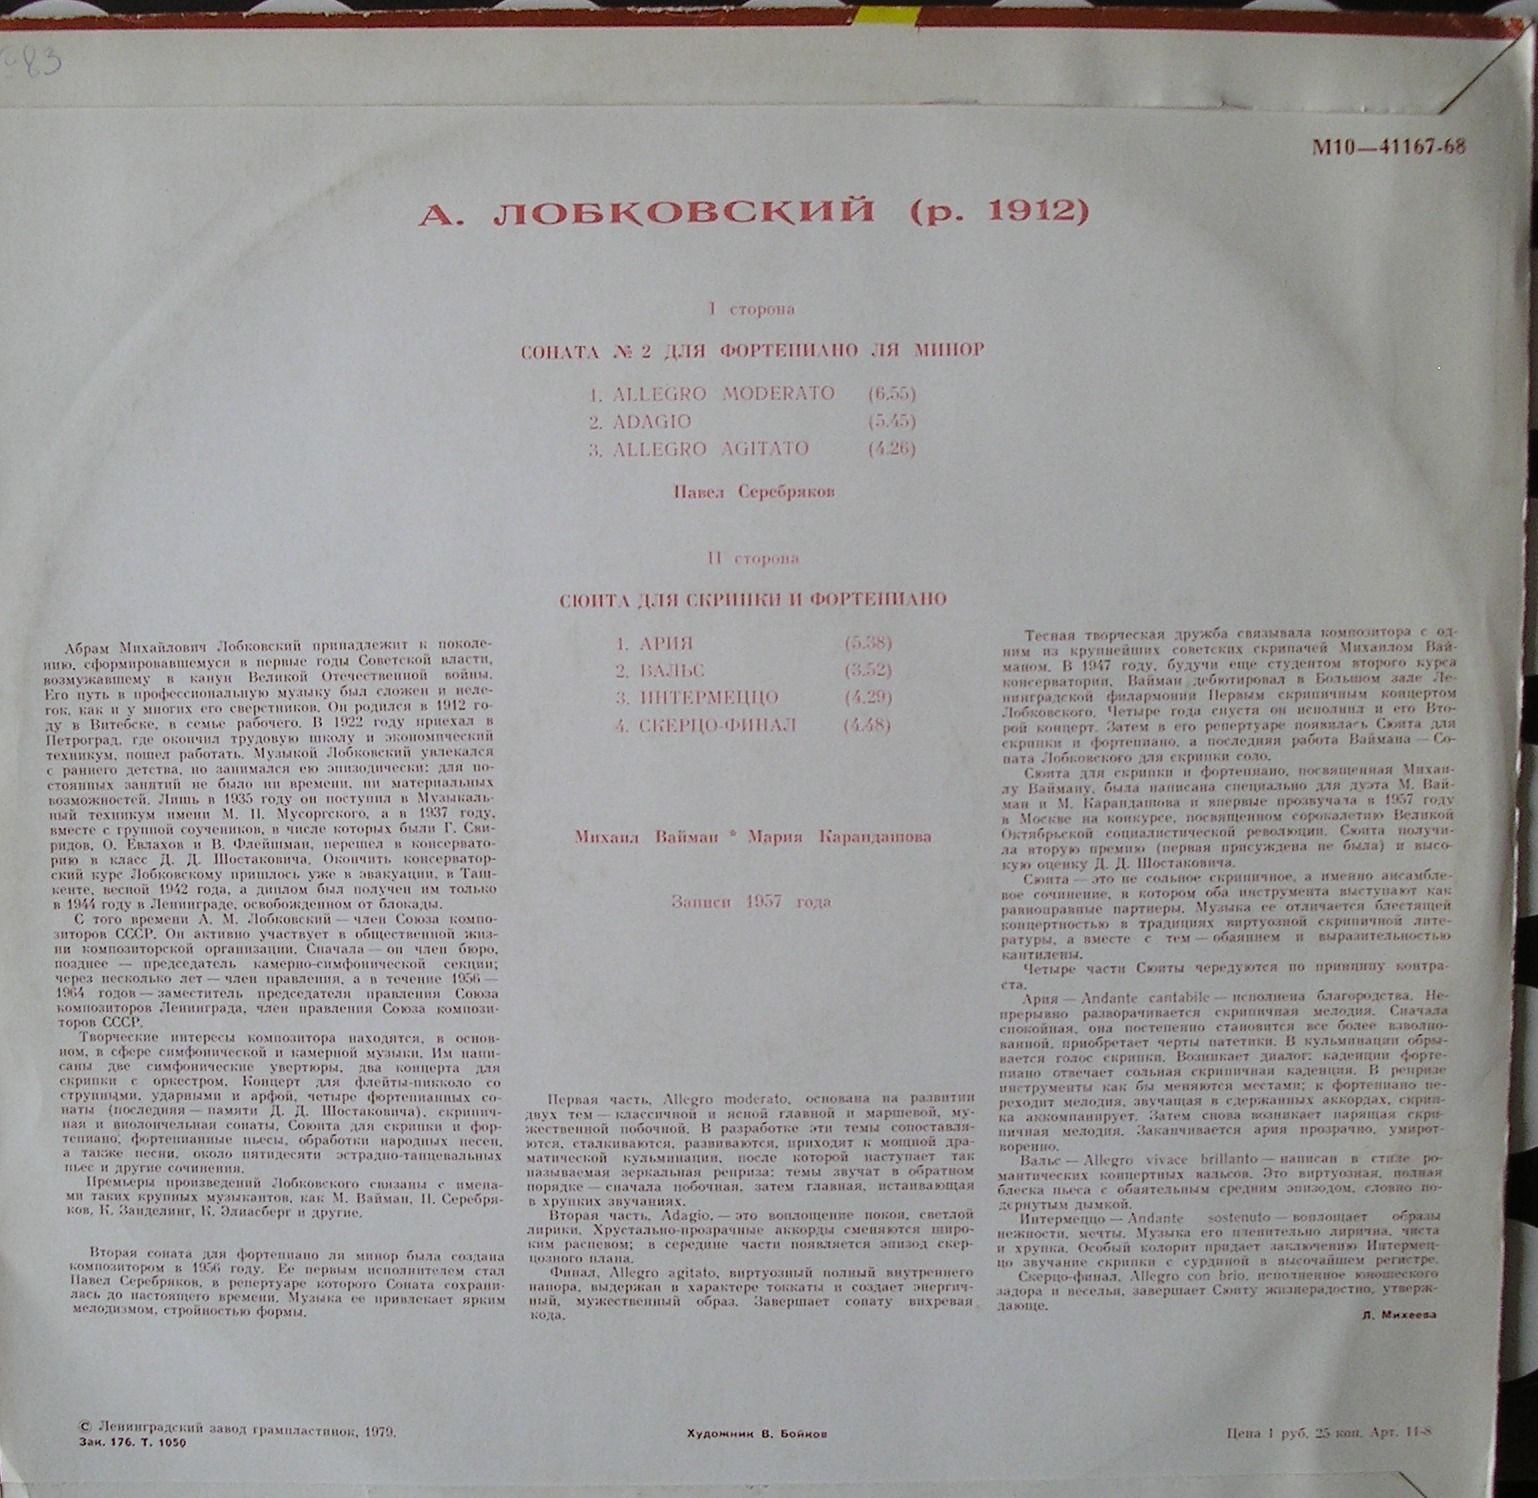 83
М10—41167-68
А. ЛОБКОВСКИЙ (р. 1912)
I сторона
СОНАТА № 2 ДЛЯ ФОРТЕПИАНО ЛЯ МИНОР
1. ALLEGRO MODERATO (6.55)
2. ADAGIO (5.45)
3. ALLEGRO AGITATO (4.26)
Павел Серебряков
II сторона
СЮИТА ДЛЯ СКРИПКИ И ФОРТЕПИАНО
1. АРИЯ (5.38)
2. ВАЛЬС (3.52)
3. ИНТЕРМЕЦЦО (4.29)
4. СКЕРЦО-ФИНАЛ (4.48)
Михаил Вайман * Мария Карандашова
Записи 1957 года
Абрам Михайлович Лобковский принадлежит к поколе-
нию, сформировавшемуся в первые годы Советской власти,
возмужавшему в канун Великой Отечественной войны.
Его путь в профессиональную музыку был сложен и неле-
гок, как и у многих его сверстников. Он родился в 1912 го-
ду в Витебске, в семье рабочего. В 1922 году приехал в
Петроград, где окончил трудовую школу и экономический
техникум, пошел работать. Музыкой Лобковский увлекался
с раннего детства, но занимался ею эпизодически: для по-
стоянных занятий не было ни времени, ни материальных
возможностей. Лишь в 1935 году он поступил в Музыкаль-
ный техникум имени М. П. Мусоргского, а в 1937 году,
вместе с группой соучеников, в числе которых были Г. Сви-
ридов, О. Евлахов и В. Флейшман, перешел в консервато-
рию в класс Д. Д. Шостаковича. Окончить консерватор-
ский курс Лобковскому пришлось уже в эвакуации, в Таш-
кенте, весной 1942 года, а диплом был получен им только
в 1944 году в Ленинграде, освобожденном от блокады.
С того времени А. М. Лобковский — член Союза компо-
зиторов СССР. Он активно участвует в общественной жиз-
ни композиторской организации. Сначала — он член бюро,
позднее — председатель камерно-симфонической секции;
через несколько лет — член правления, а в течение 1956—
1964 годов — заместитель председателя правления Союза
композиторов Ленинграда, член правления Союза компози-
торов СССР.
Творческие интересы композитора находятся, в основ-
ном, в сфере симфонической и камерной музыки. Им напи-
саны две симфонические увертюры, два концерта для
скрипки с оркестром, Концерт для флейты-пикколо со
струнными, ударными и арфой, четыре фортепианных со-
наты (последняя — памяти Д. Д. Шостаковича), скрипич-
ная и виолончельная сонаты, Сюита для скрипки и фор-
тепиано, фортепианные пьесы, обработки народных песен,
а также песни, около пятидесяти эстрадно-танцевальных
пьес и другие сочинения.
Премьеры произведений Лобковского связаны с имена-
ми таких крупных музыкантов, как М. Вайман, П. Серебря-
ков, К. Зандерлинг, К. Элиасберг и другие.
Вторая соната для фортепиано ля минор была создана
композитором в 1956 году. Ее первым исполнителем стал
Павел Серебряков, в репертуаре которого Соната сохрани-
лась до настоящего времени. Музыка ее привлекает ярким
мелодизмом, стройностью формы.
Первая часть, Allegro moderato, основана на развитии
двух тем — классичной и ясной главной и маршевой, му-
жественной побочной. В разработке эти темы сопоставля-
ются, сталкиваются, развиваются, приходят к мощной дра-
матической кульминации, после которой наступает так
называемая зеркальная реприза: темы звучат в обратном
порядке — сначала побочная, затем главная, истаивающая
в хрупких звучаниях.
Вторая часть, Adagio, — это воплощение покоя, светлой
лирики. Хрустально-прозрачные аккорды сменяются широ-
ким распевом; в середине части появляется эпизод скер-
цозного плана.
Финал, Allegro agitato, виртуозный полный внутреннего
напора, выдержан в характере токкаты и создает энергич-
ный, мужественный образ. Завершает сонату вихревая
кода.
Тесная творческая дружба связывала композитора с од-
ним из крупнейших советских скрипачей Михаилом Вай-
маном. В 1947 году, будучи еще студентом второго курса
консерватории, Вайман дебютировал в Большом зале Ле-
нинградской филармонии Первым скрипичным концертом
Лобковского. Четыре года спустя он исполнил и его Вто-
рой концерт. Затем в его репертуаре появилась Сюита для
скрипки и фортепиано, а последняя работа Ваймана — Со-
ната Лобковского для скрипки соло.
Сюита для скрипки и фортепиано, посвященная Михаи-
лу Вайману, была написана специально для дуэта М. Вай-
ман и М. Карандашова и впервые прозвучала в 1957 году
в Москве на конкурсе, посвященном сорокалетию Великой
Октябрьской социалистической революции. Сюита получи-
ла вторую премию (первая присуждена не была) и высо-
кую оценку Д. Д. Шостаковича.
Сюита — это не сольное скрипичное, а именно ансамбле-
вое сочинение, в котором оба инструмента выступают как
равноправные партнеры. Музыка ее отличается блестящей
концертностью в традициях виртуозной скрипичной лите-
ратуры, а вместе с тем — обаянием и выразительностью
кантилены.
Четыре части Сюиты чередуются по принципу контра-
ста.
Ария — Andante cantabile — исполнена благородства. Не-
прерывно разворачивается скрипичная мелодия. Сначала
спокойная, она постепенно становится все более взволно-
ванной, приобретает черты патетики. В кульминации обры-
вается голос скрипки. Возникает диалог: каденции форте-
пиано отвечает сольная скрипичная каденция. В репризе
инструменты как бы меняются местами: к фортепиано пе-
реходит мелодия, звучащая в сдержанных аккордах, скрип-
ка аккомпанирует. Затем снова возникает парящая скри-
пичная мелодия. Заканчивается ария прозрачно, умирот-
воренно.
Вальс — Allegro vivace brillanto — написан в стиле ро-
мантических концертных вальсов. Это виртуозная, полная
блеска пьеса с обаятельным средним эпизодом, словно по-
дернутым дымкой.
Интермеццо — Andante sostenuto — воплощает образы
нежности, мечты. Музыка его пленительно лирична, чиста
и хрупка. Особый колорит придает заключению Интермец-
цо звучание скрипки с сурдиной в высочайшем регистре.
Скерцо-финал, Allegro con brio, исполненное юношеского
задора и веселья, завершает Сюиту жизнерадостно, утверж-
дающе.
Л. Михеева
© Ленинградский завод грампластинок, 1979.
Зак. 176. Т. 1050
Художник В. Бойков
Цена 1 руб. 25 коп. Арт. 11-8